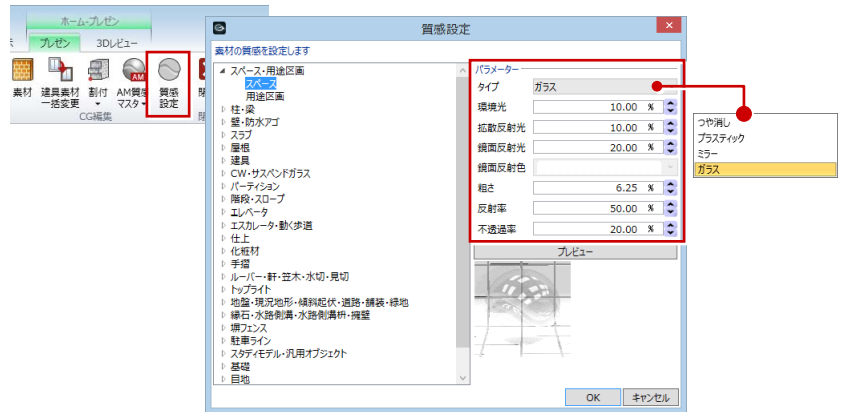 ホーム-プレゼン
プレゼン
3Dレビュー
素材
建具素材
一括変更
割付
AM質感
マスタ
質感
設定
CG編集
質感設定
素材の質感を設定します
スペース・用途区画
スペース
用途区画
柱・梁
壁・防水アゴ
スラブ
屋根
建具
CW・サスペンドガラス
パーティション
階段・スロープ
エレベータ
エスカレータ・動く歩道
仕上
化粧材
手摺
ルーバー・軒・笠木・水切・見切
トップライト
地盤・現況地形・傾斜起伏・道路・舗装・緑地
縁石・水路側溝・水路側溝枡・擁壁
塀フェンス
駐車ライン
スタディモデル・汎用オブジェクト
基礎
目地
パラメーター
タイプ ガラス
環境光 10.00 %
拡散反射光 10.00 %
鏡面反射光 20.00 %
鏡面反射色
粗さ 6.25 %
反射率 50.00 %
不透過率 20.00 %
プレビュー
OK
キャンセル
つや消し
プラスティック
ミラー
ガラス